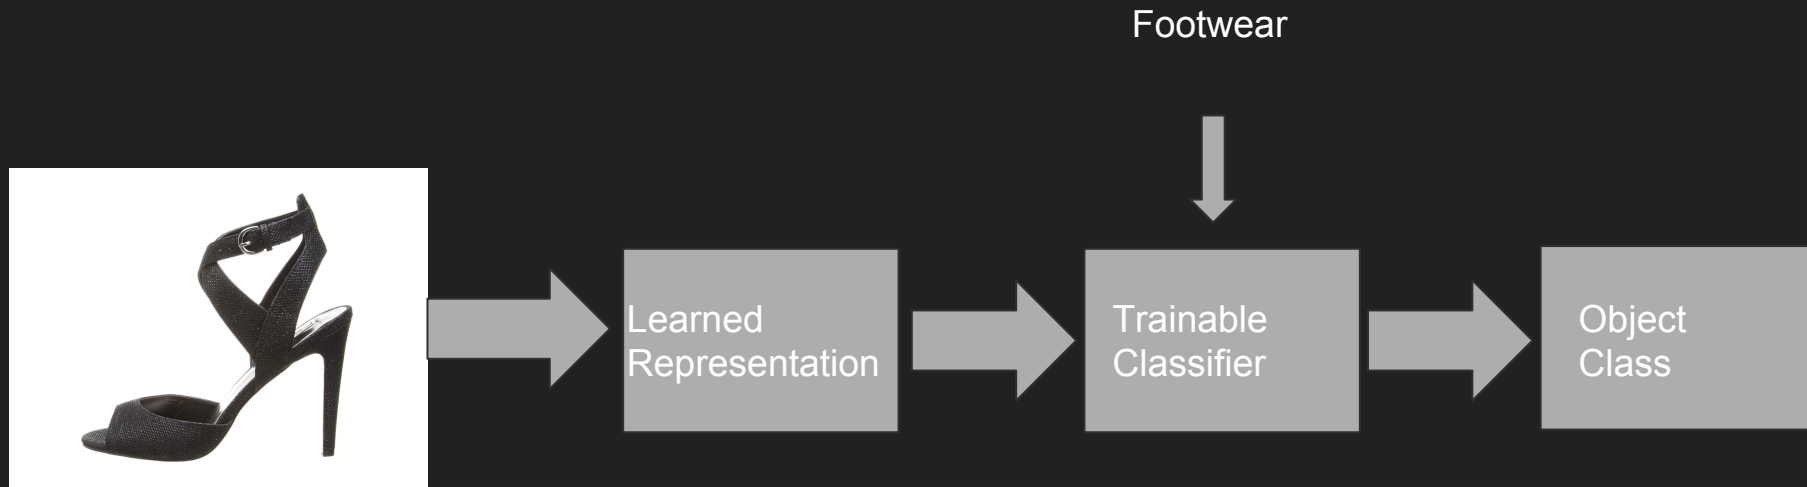 Footwear
Learned
Representation
Trainable
Classifier
Object
Class